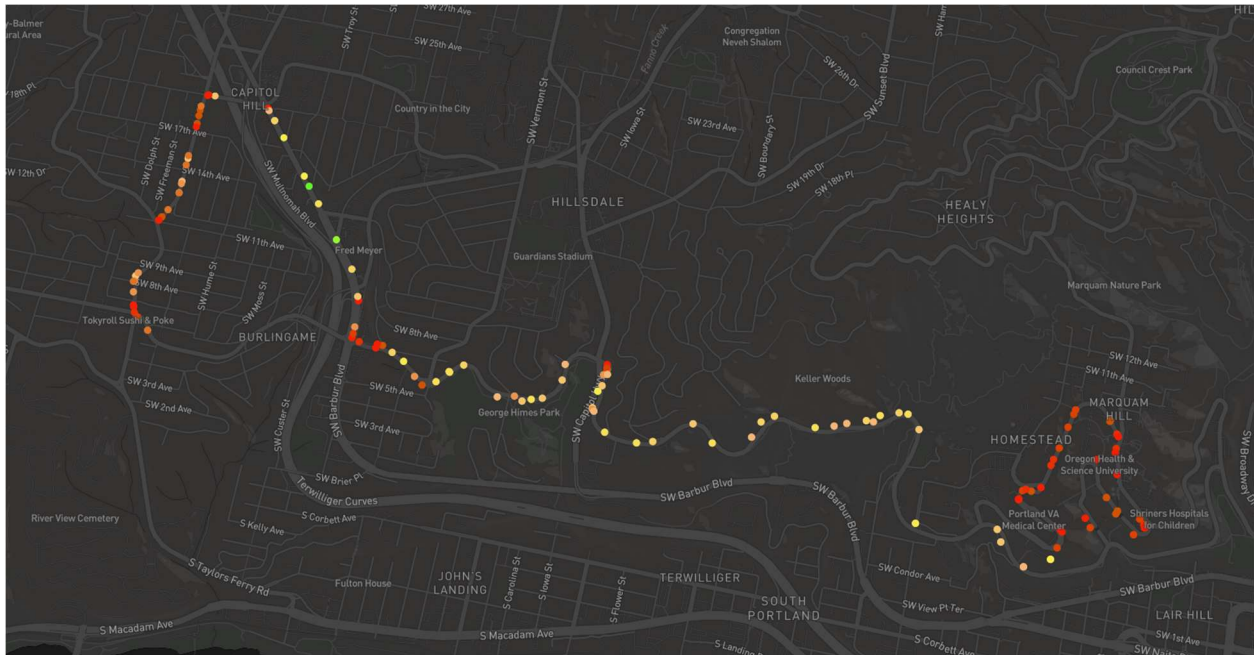 SW 27th Ave
SW Troy St
SW 25th Ave
Congregation
Neveh Shalom
SW 26th Dr
SW Sunset Blvd
Council Crest Park
SW 18th Pl
CAPITOL
HILL
Country in the City
SW Vermont St
Fanno Creek
SW Iowa St
SW 23rd Ave
SW Boundary St
SW 17th Ave
SW Dolph St
SW Freeman St
SW 12th Dr
SW 14th Ave
SW Multnomah Blvd
SW 19th Dr
SW 18th Pl
HILLSDALE
HEALY
HEIGHTS
SW 11th Ave
Fred Meyer
Guardians Stadium
SW 9th Ave
SW 8th Ave
SW Hume St
SW Moss St
Marquam Nature Park
Tokyroll Sushi & Poke
BURLINGAME
SW 8th Ave
SW 12th Ave
SW 11th Ave
SW 3rd Ave
SW 2nd Ave
SW Custer St
SW Barbur Blvd
SW 5th Ave
George Himes Park
Keller Woods
MARQUAM
HILL
SW 3rd Ave
HOMESTEAD
Oregon Health &
Science University
SW Brier Pl
Terwilliger Curves
SW Barbur Blvd
SW Barbur Blvd
River View Cemetery
S Kelly Ave
S Corbett Ave
Portland VA
Medical Center
Shriners Hospitals
for Children
S Taylors Ferry Rd
Fulton House
JOHN'S
LANDING
S Carolina St
S Iowa St
S Flower St
TERWILLIGER
SW Condor Ave
SW Barbur Blvd
SOUTH
PORTLAND
SW View Pt Ter
LAIR HILL
S Macadam Ave
S Macadam Ave
S Corbett Ave
SW 1st Ave